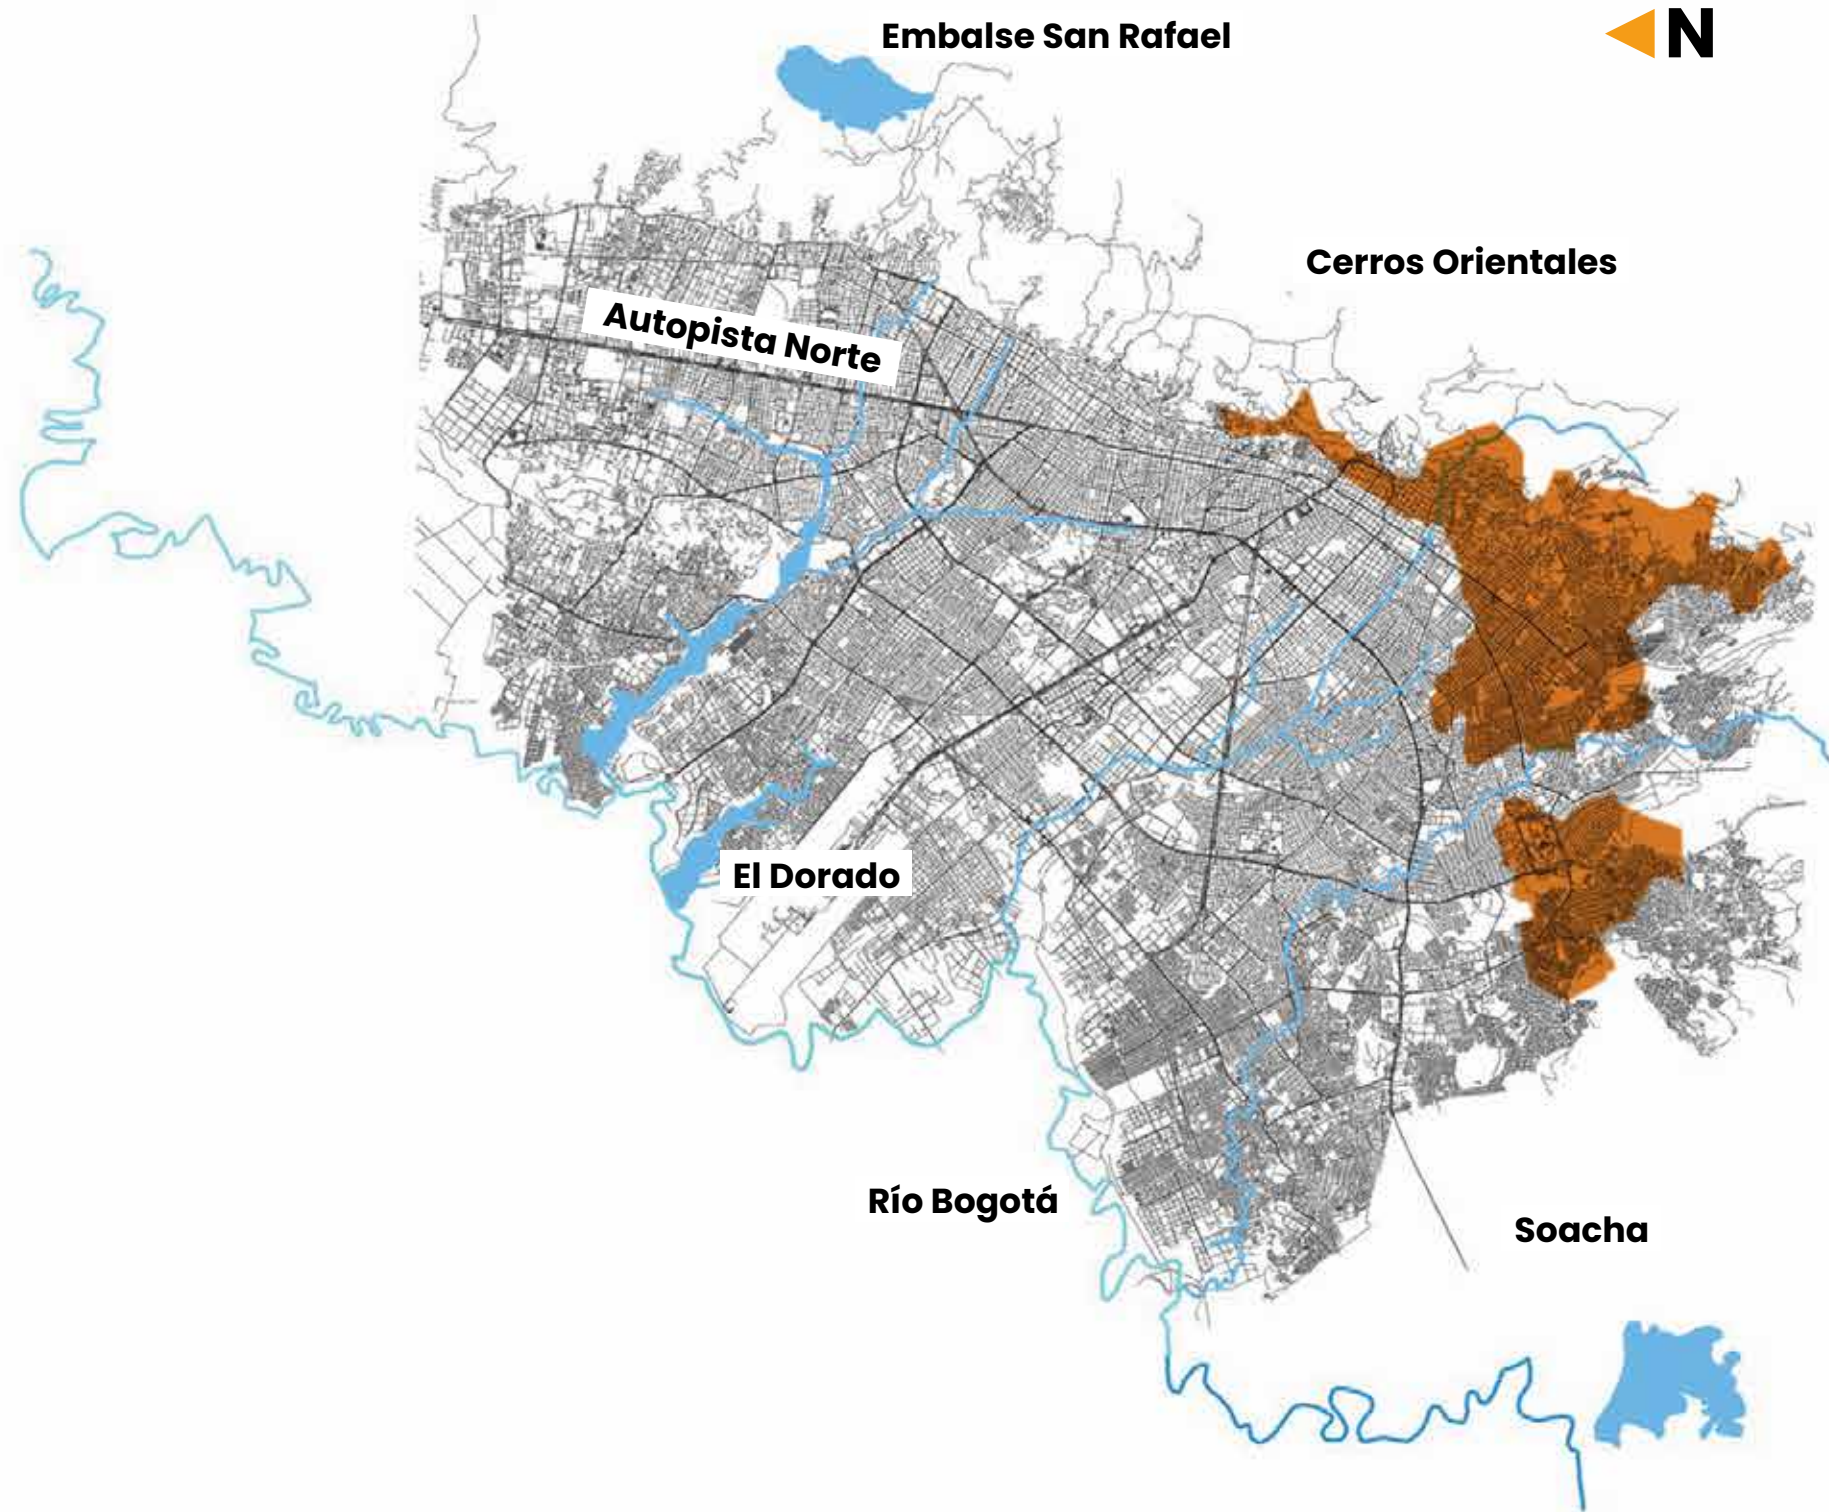 Embalse San Rafael
N
Cerros Orientales
Autopista Norte
El Dorado
Río Bogotá
Soacha